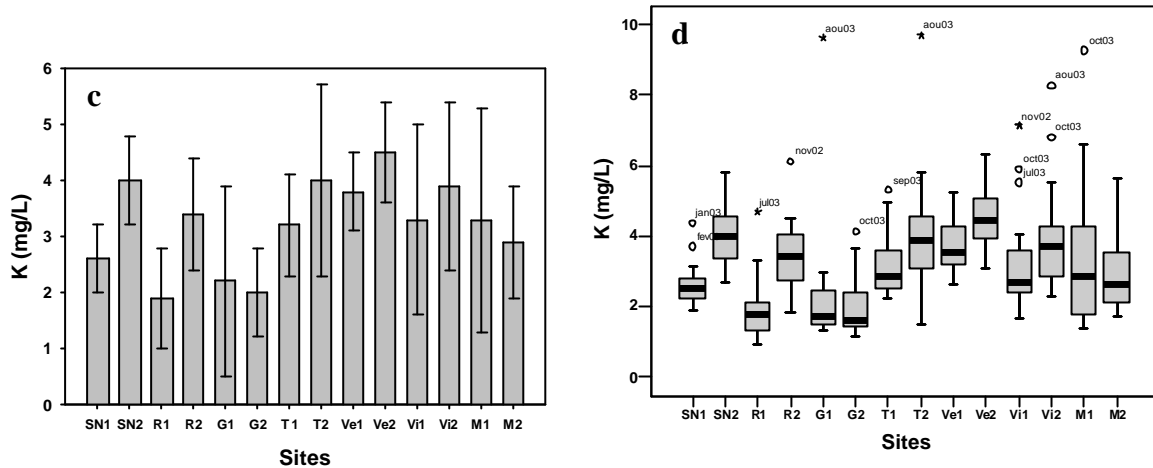 c
K (mg/L)
6
5
4
3
2
1
0
SN1 SN2 R1 R2 G1 G2 T1 T2 Ve1 Ve2 Vi1 Vi2 M1 M2
Sites
d
K (mg/L)
10
8
6
4
2
0
jan03
jul03
nov02
aou03
oct03
sep03
aou03
nov02
oct03
jul03
aou03
oct03
oct03
SN1 SN2 R1 R2 G1 G2 T1 T2 Ve1 Ve2 Vi1 Vi2 M1 M2
Sites